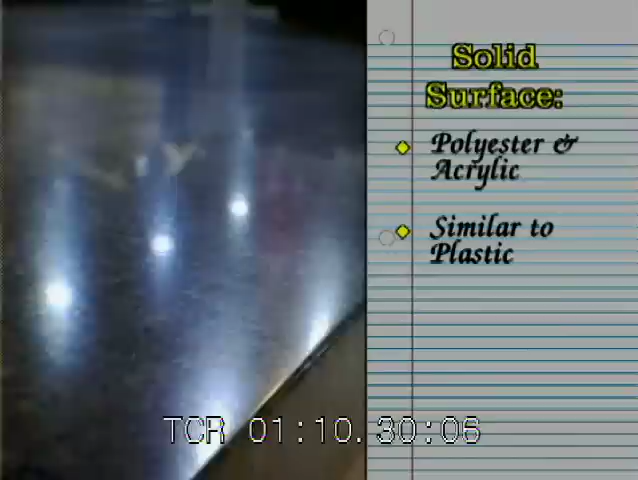 Solid
Surface:
Polyester &
Acrylic
Similar to
Plastic
TCR 01:10.30:06